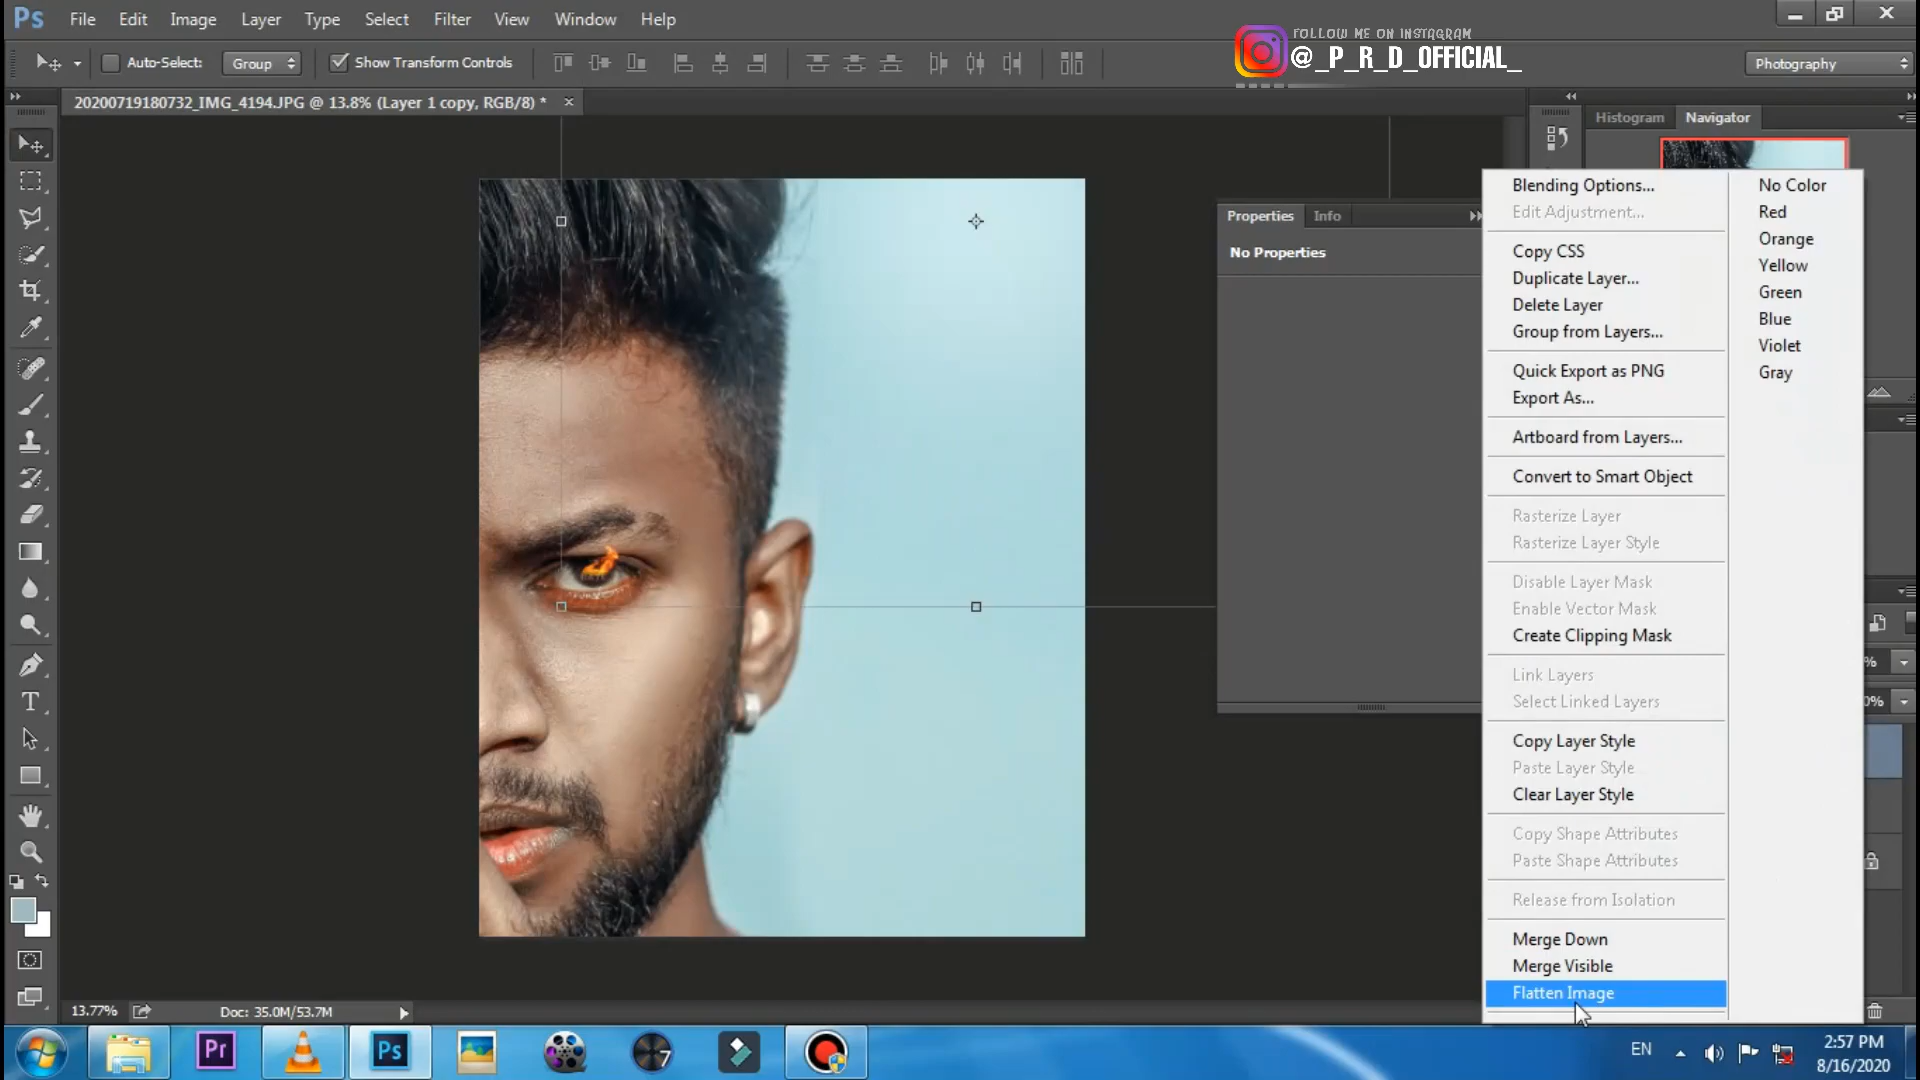 Ps File Edit Image Layer Type Select Filter View Window Help
FOLLOW ME ON INSTAGRAM
@_P_R_D_OFFICIAL_
Auto-Select: Group Show Transform Controls
Photography
20200719180732_IMG_4194.JPG @ 13.8% (Layer 1 copy, RGB/8) * ×
Histogram Navigator
Properties Info
No Properties
Blending Options...
Edit Adjustment...
Copy CSS
Duplicate Layer...
Delete Layer
Group from Layers...
Quick Export as PNG
Export As...
Artboard from Layers...
Convert to Smart Object
Rasterize Layer
Rasterize Layer Style
Disable Layer Mask
Enable Vector Mask
Create Clipping Mask
Link Layers
Select Linked Layers
Copy Layer Style
Paste Layer Style
Clear Layer Style
Copy Shape Attributes
Paste Shape Attributes
Release from Isolation
Merge Down
Merge Visible
Flatten Image
No Color
Red
Orange
Yellow
Green
Blue
Violet
Gray
%
0%
T
13.77% Doc: 35.0M/53.7M
Pr
Ps
7
EN
2:57 PM
8/16/2020